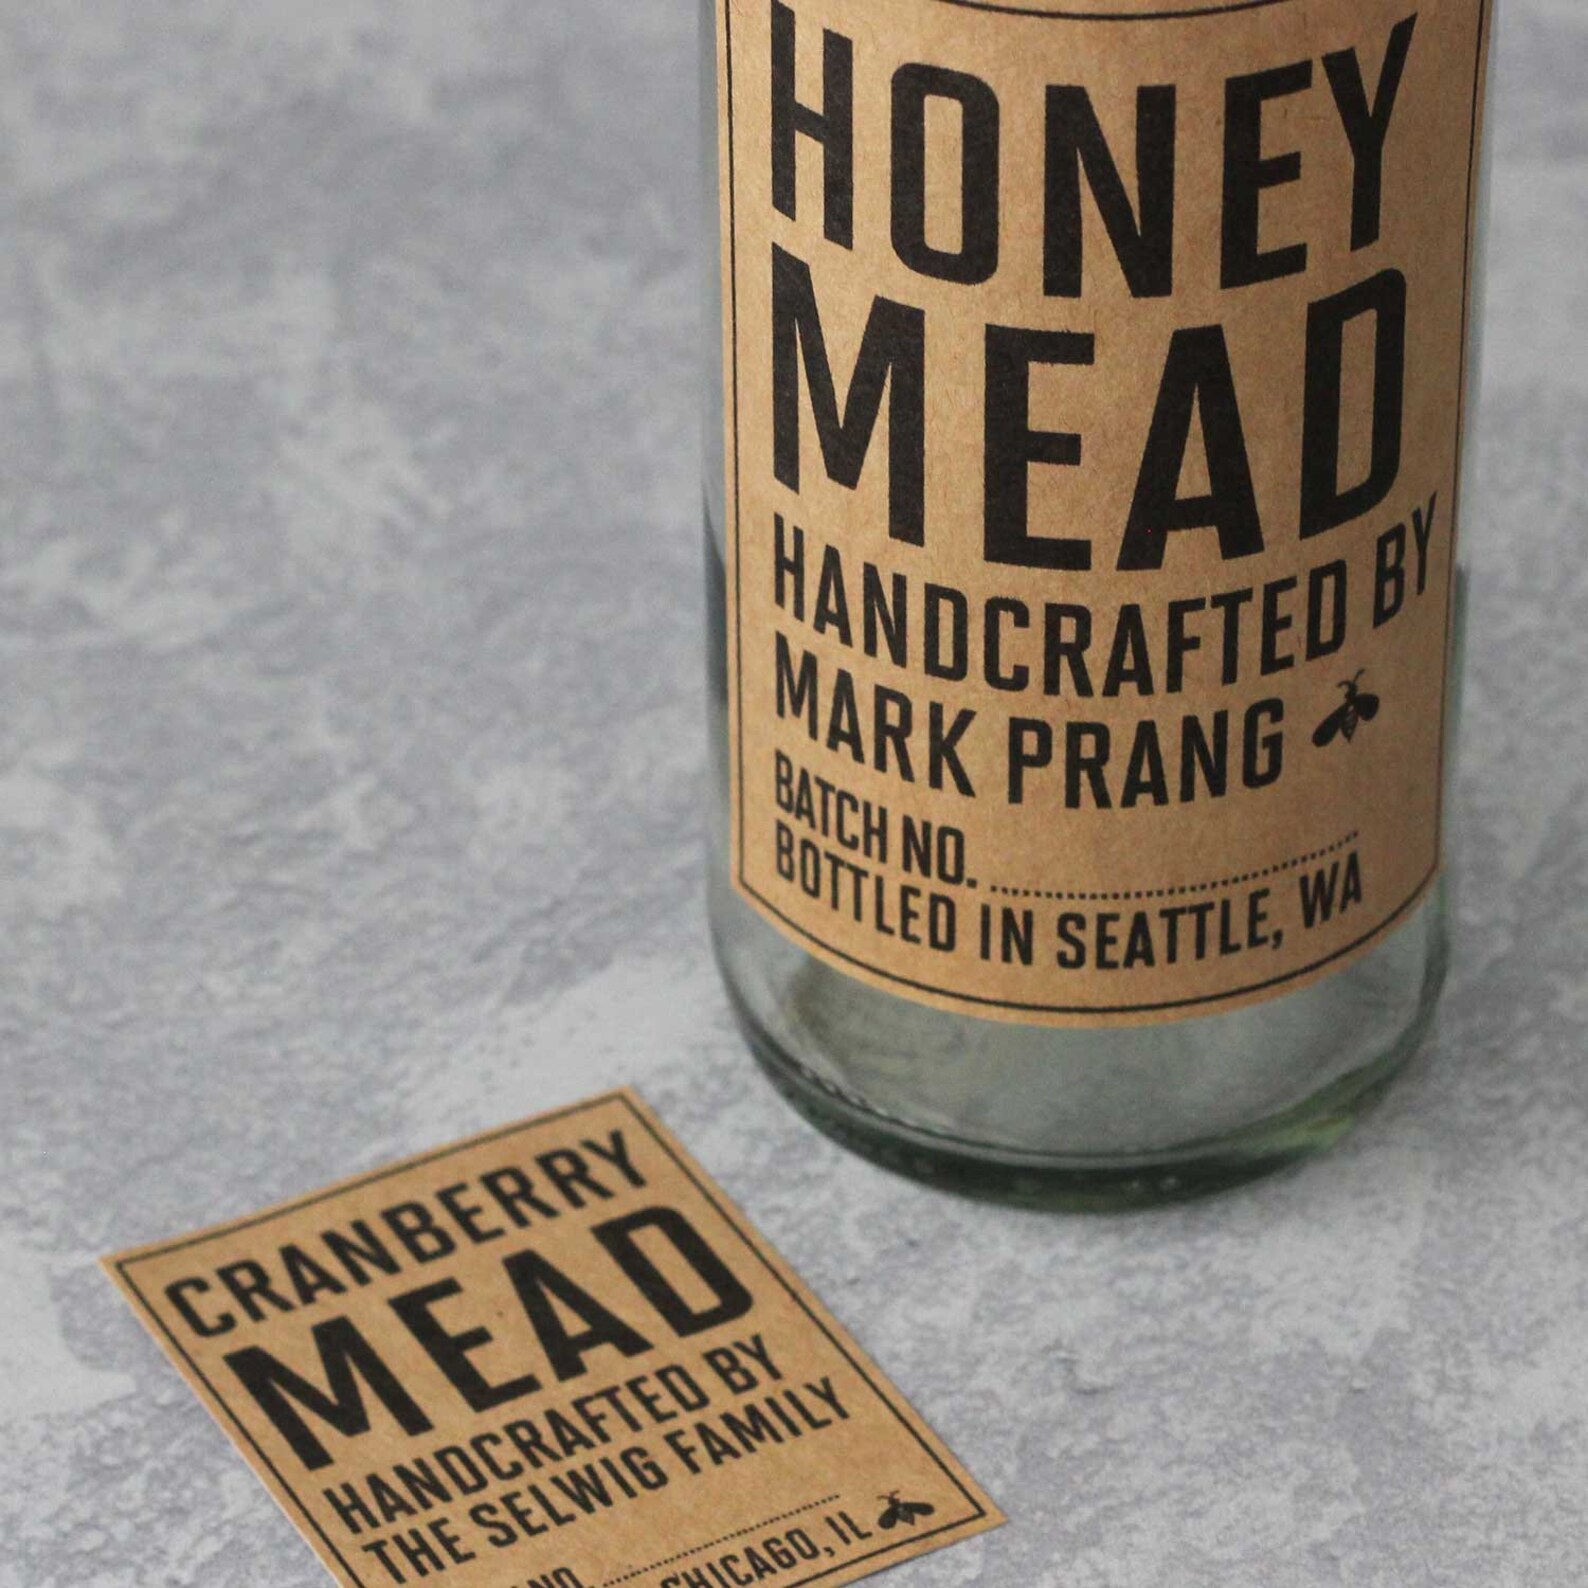 HONEY
MEAD
HANDCRAFTED BY
MARK PRANG
BATCH NO. ........................
BOTTLED IN SEATTLE, WA
CRANBERRY
MEAD
HANDCRAFTED BY
THE SELWIG FAMILY
NO. ........................
CHICAGO, IL